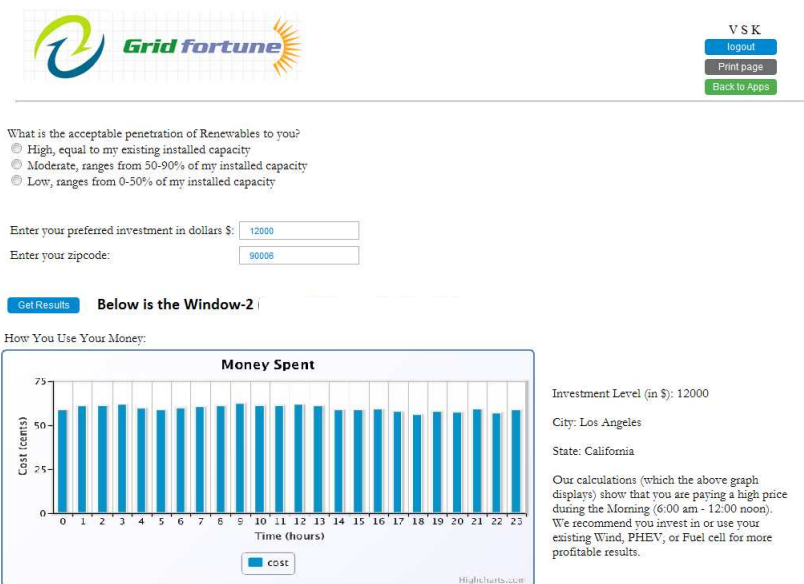 Grid fortune
V S K
logout
Print page
Back to Apps
What is the acceptable penetration of Renewables to you?
High, equal to my existing installed capacity
Moderate, ranges from 50-90% of my installed capacity
Low, ranges from 0-50% of my installed capacity
Enter your preferred investment in dollars $: 12000
Enter your zipcode: 90006
Get Results Below is the Window-2 (
How You Use Your Money:
Money Spent
75
50
25
0
Cost (cents)
0 1 2 3 4 5 6 7 8 9 10 11 12 13 14 15 16 17 18 19 20 21 22 23
Time (hours)
cost
Highcharts.com
Investment Level (in $): 12000
City: Los Angeles
State: California
Our calculations (which the above graph
displays) show that you are paying a high price
during the Morning (6:00 am - 12:00 noon).
We recommend you invest in or use your
existing Wind, PHEV, or Fuel cell for more
profitable results.